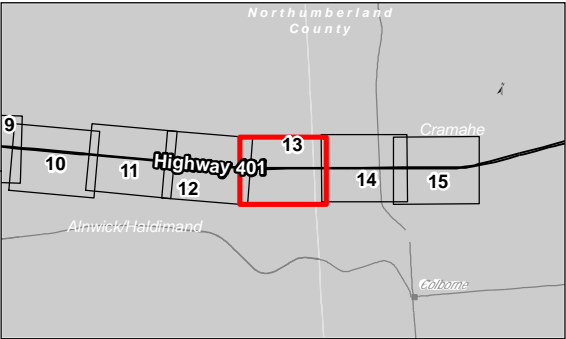 Northumberland
County
9
10
11
Highway 401
12
13
14
15
Cramahe
Alnwick/Haldimand
Colborne